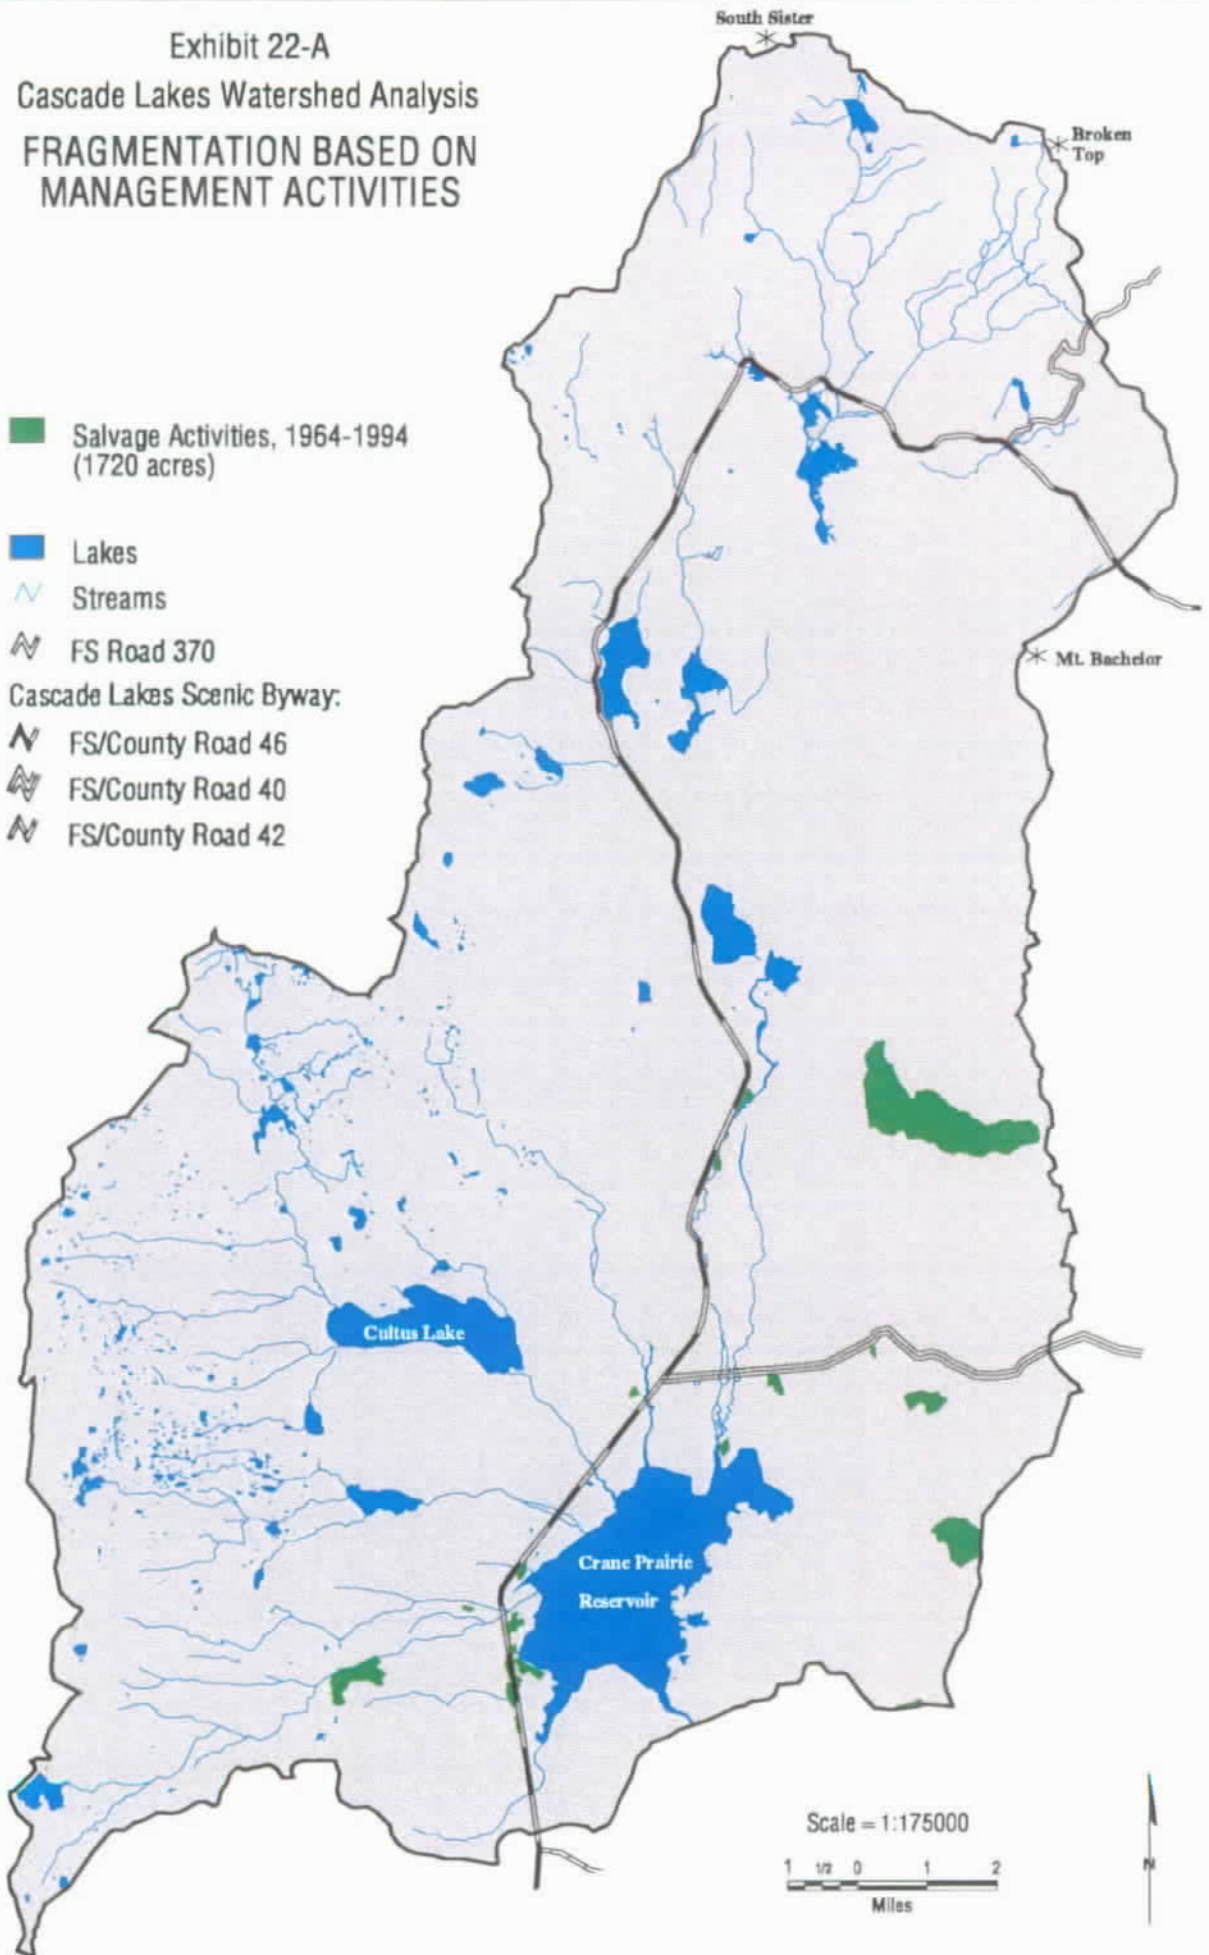 Exhibit 22-A
Cascade Lakes Watershed Analysis
FRAGMENTATION BASED ON
MANAGEMENT ACTIVITIES
South Sister
Broken
Top
Salvage Activities, 1964-1994
(1720 acres)
Lakes
Streams
FS Road 370
Cascade Lakes Scenic Byway:
FS/County Road 46
FS/County Road 40
FS/County Road 42
Mt. Bachelor
Cultus Lake
Crane Prairie
Reservoir
Scale = 1:175000
1 1/2 0 1 2
Miles
N